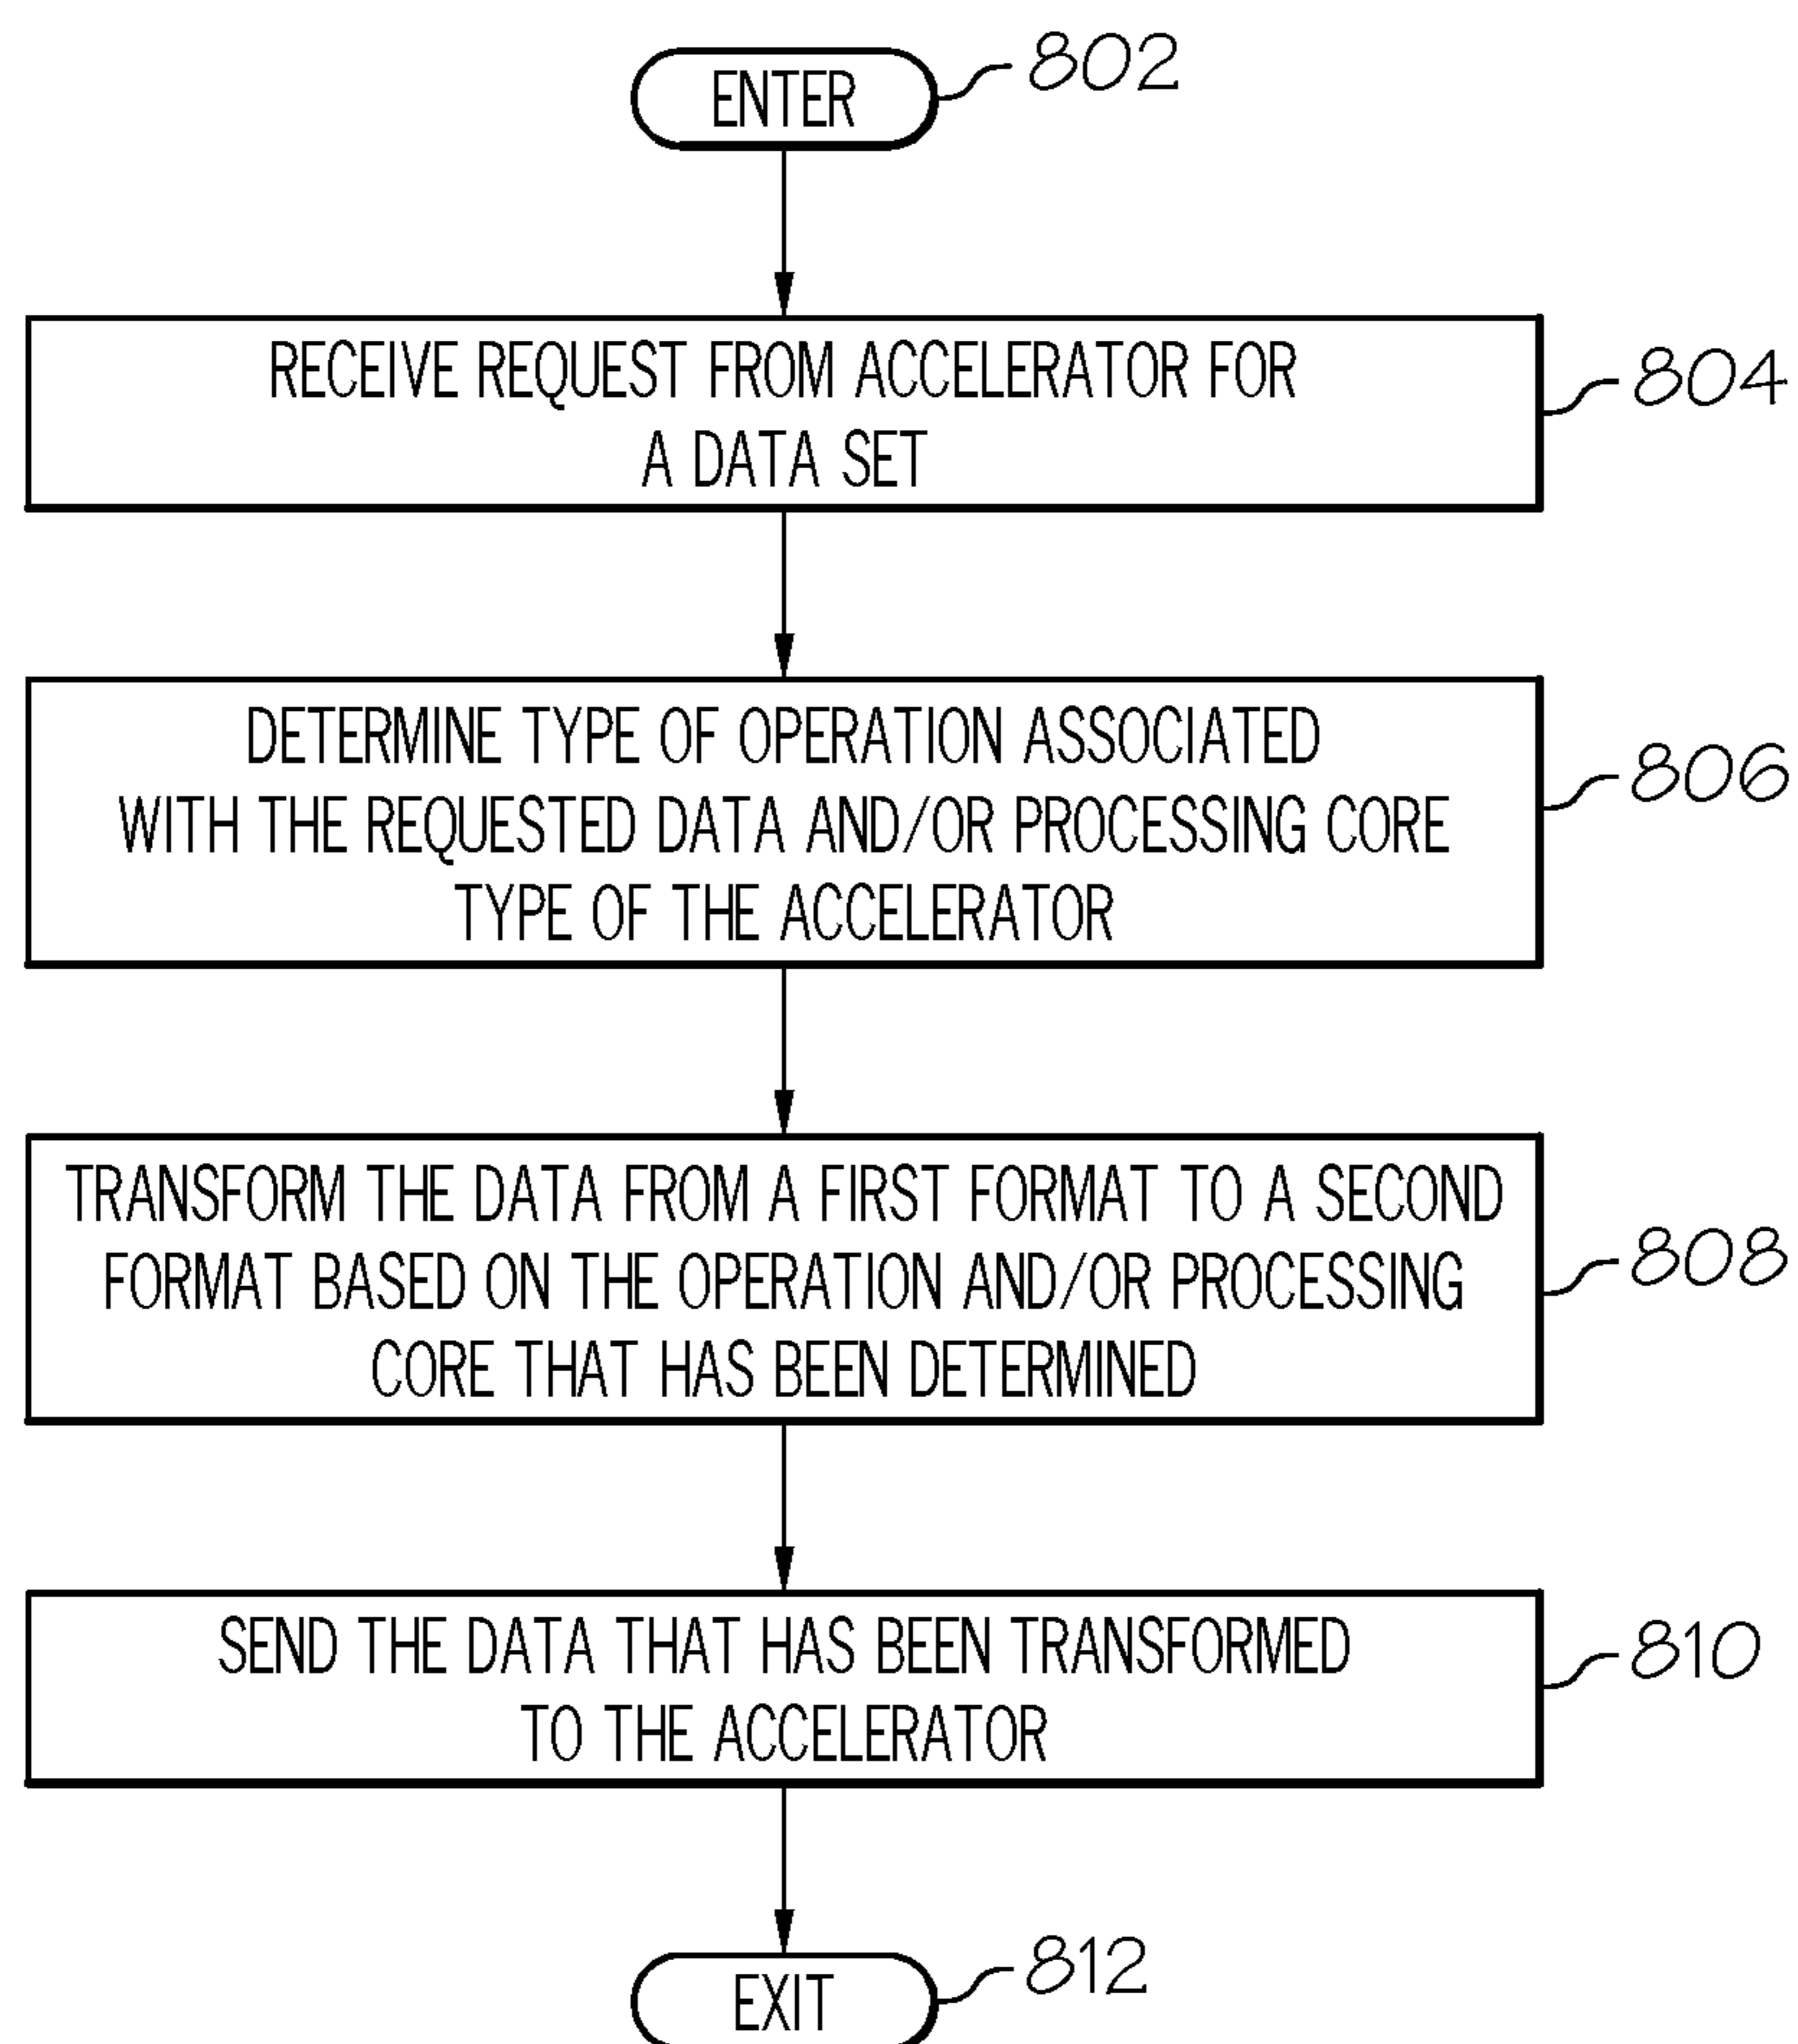 ENTER
802
RECEIVE REQUEST FROM ACCELERATOR FOR
A DATA SET
804
DETERMINE TYPE OF OPERATION ASSOCIATED
WITH THE REQUESTED DATA AND/OR PROCESSING CORE
TYPE OF THE ACCELERATOR
806
TRANSFORM THE DATA FROM A FIRST FORMAT TO A SECOND
FORMAT BASED ON THE OPERATION AND/OR PROCESSING
CORE THAT HAS BEEN DETERMINED
808
SEND THE DATA THAT HAS BEEN TRANSFORMED
TO THE ACCELERATOR
810
EXIT
812